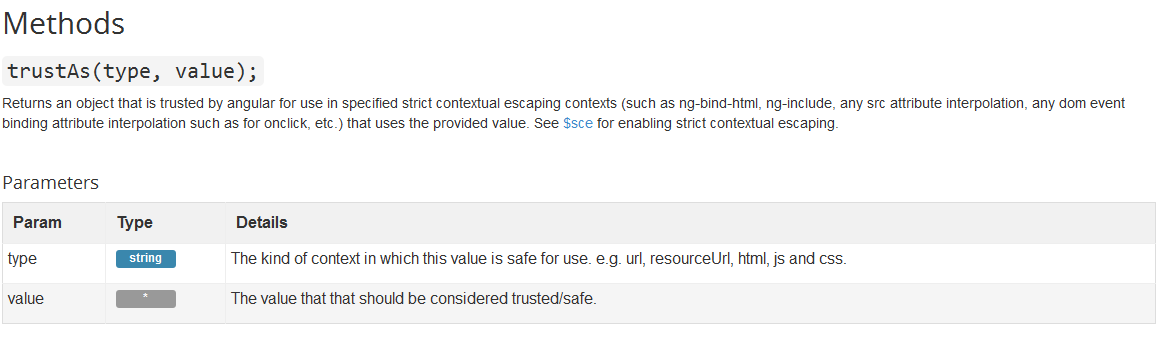 Methods
trustAs(type, value);
Returns an object that is trusted by angular for use in specified strict contextual escaping contexts (such as ng-bind-html, ng-include, any src attribute interpolation, any dom event
binding attribute interpolation such as for onclick, etc.) that uses the provided value. See $sce for enabling strict contextual escaping.
Parameters
Param Type Details
type string The kind of context in which this value is safe for use. e.g. url, resourceUrl, html, js and css.
value * The value that that should be considered trusted/safe.